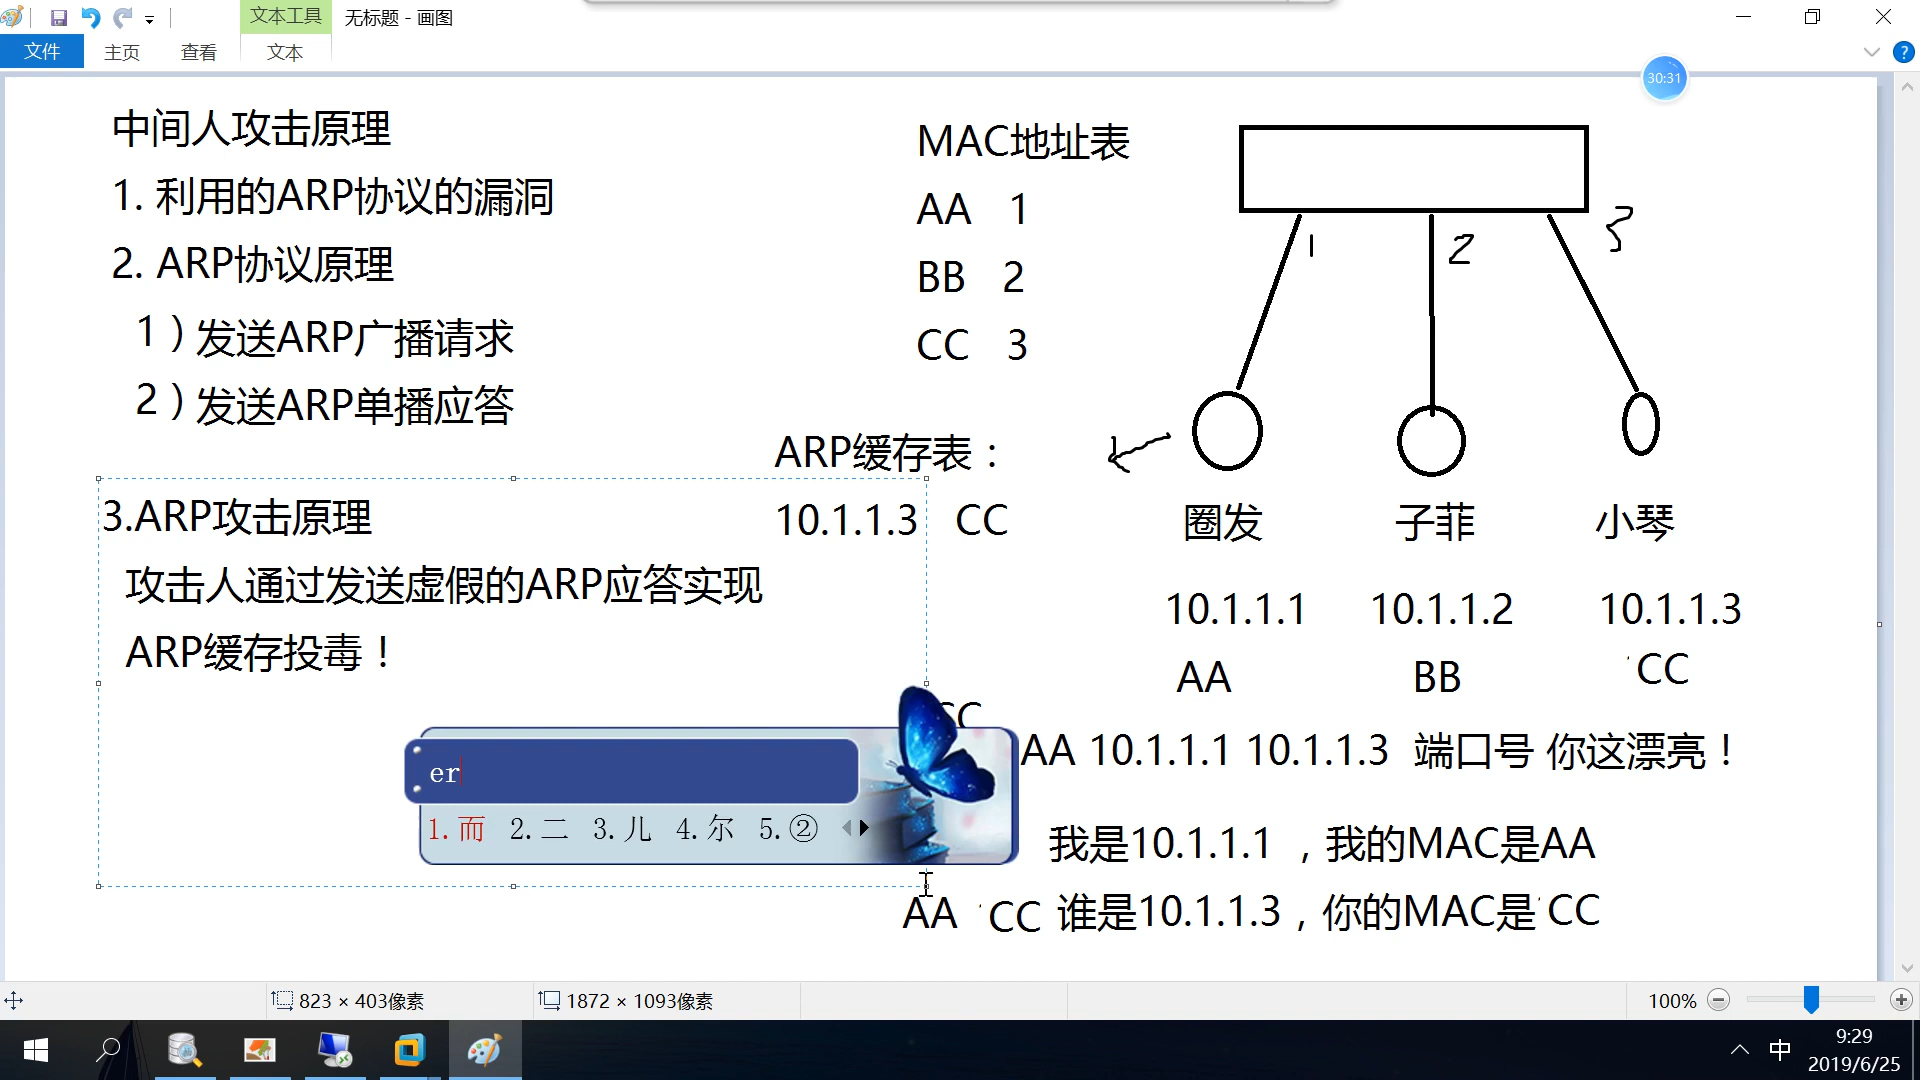 文本工具
无标题 - 画图
文件 主页 查看 文本
30:31
中间人攻击原理
1. 利用的ARP协议的漏洞
2. ARP协议原理
1）发送ARP广播请求
2）发送ARP单播应答
3.ARP攻击原理
攻击人通过发送虚假的ARP应答实现
ARP缓存投毒！
er
1.而 2.二 3.儿 4.尔 5.②
MAC地址表
AA 1
BB 2
CC 3
ARP缓存表：
10.1.1.3 CC
1 2 3
圈发 子菲 小琴
10.1.1.1 10.1.1.2 10.1.1.3
AA BB CC
CC
AA 10.1.1.1 10.1.1.3 端口号 你这漂亮！
我是10.1.1.1 ，我的MAC是AA
AA CC 谁是10.1.1.3，你的MAC是 CC
823 × 403像素 1872 × 1093像素 100%
中 9:29
2019/6/25